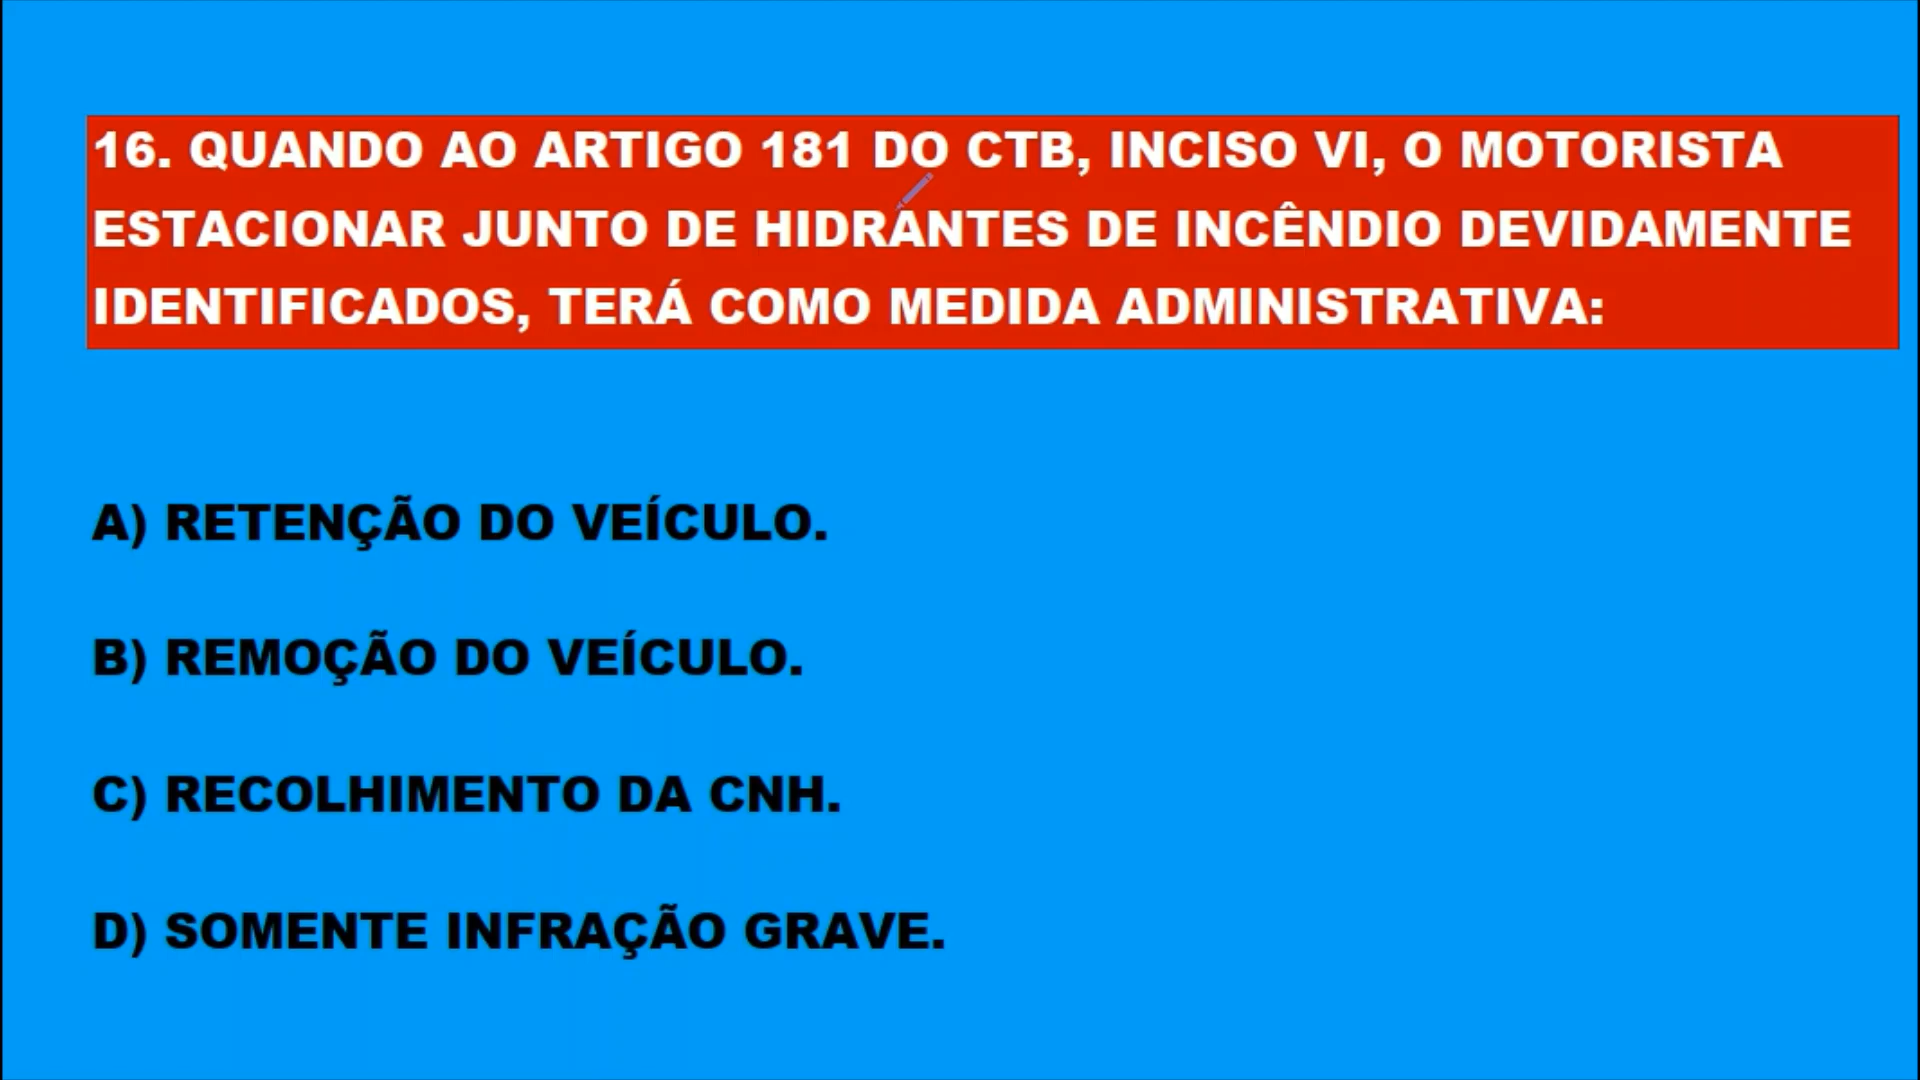 16. QUANDO AO ARTIGO 181 DO CTB, INCISO VI, O MOTORISTA
ESTACIONAR JUNTO DE HIDRANTES DE INCÊNDIO DEVIDAMENTE
IDENTIFICADOS, TERÁ COMO MEDIDA ADMINISTRATIVA:
A) RETENÇÃO DO VEÍCULO.
B) REMOÇÃO DO VEÍCULO.
C) RECOLHIMENTO DA CNH.
D) SOMENTE INFRAÇÃO GRAVE.